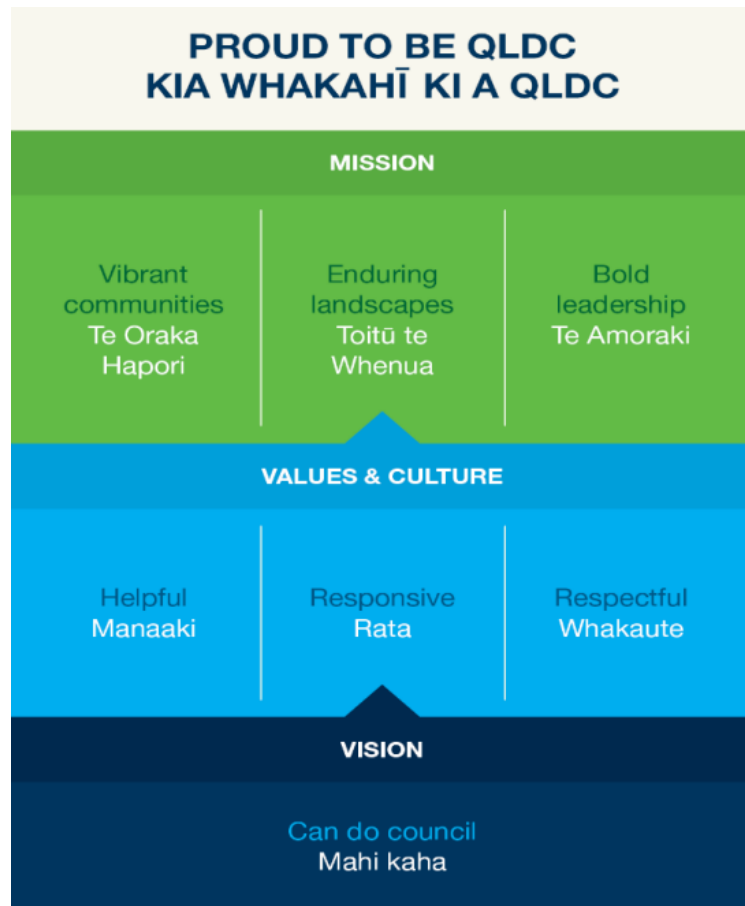 PROUD TO BE QLDC
KIA WHAKAHĪ KI A QLDC
MISSION
Vibrant
communities
Te Oraka
Hapori
Enduring
landscapes
Toitū te
Whenua
Bold
leadership
Te Amoraki
VALUES & CULTURE
Helpful
Manaaki
Responsive
Rata
Respectful
Whakaute
VISION
Can do council
Mahi kaha